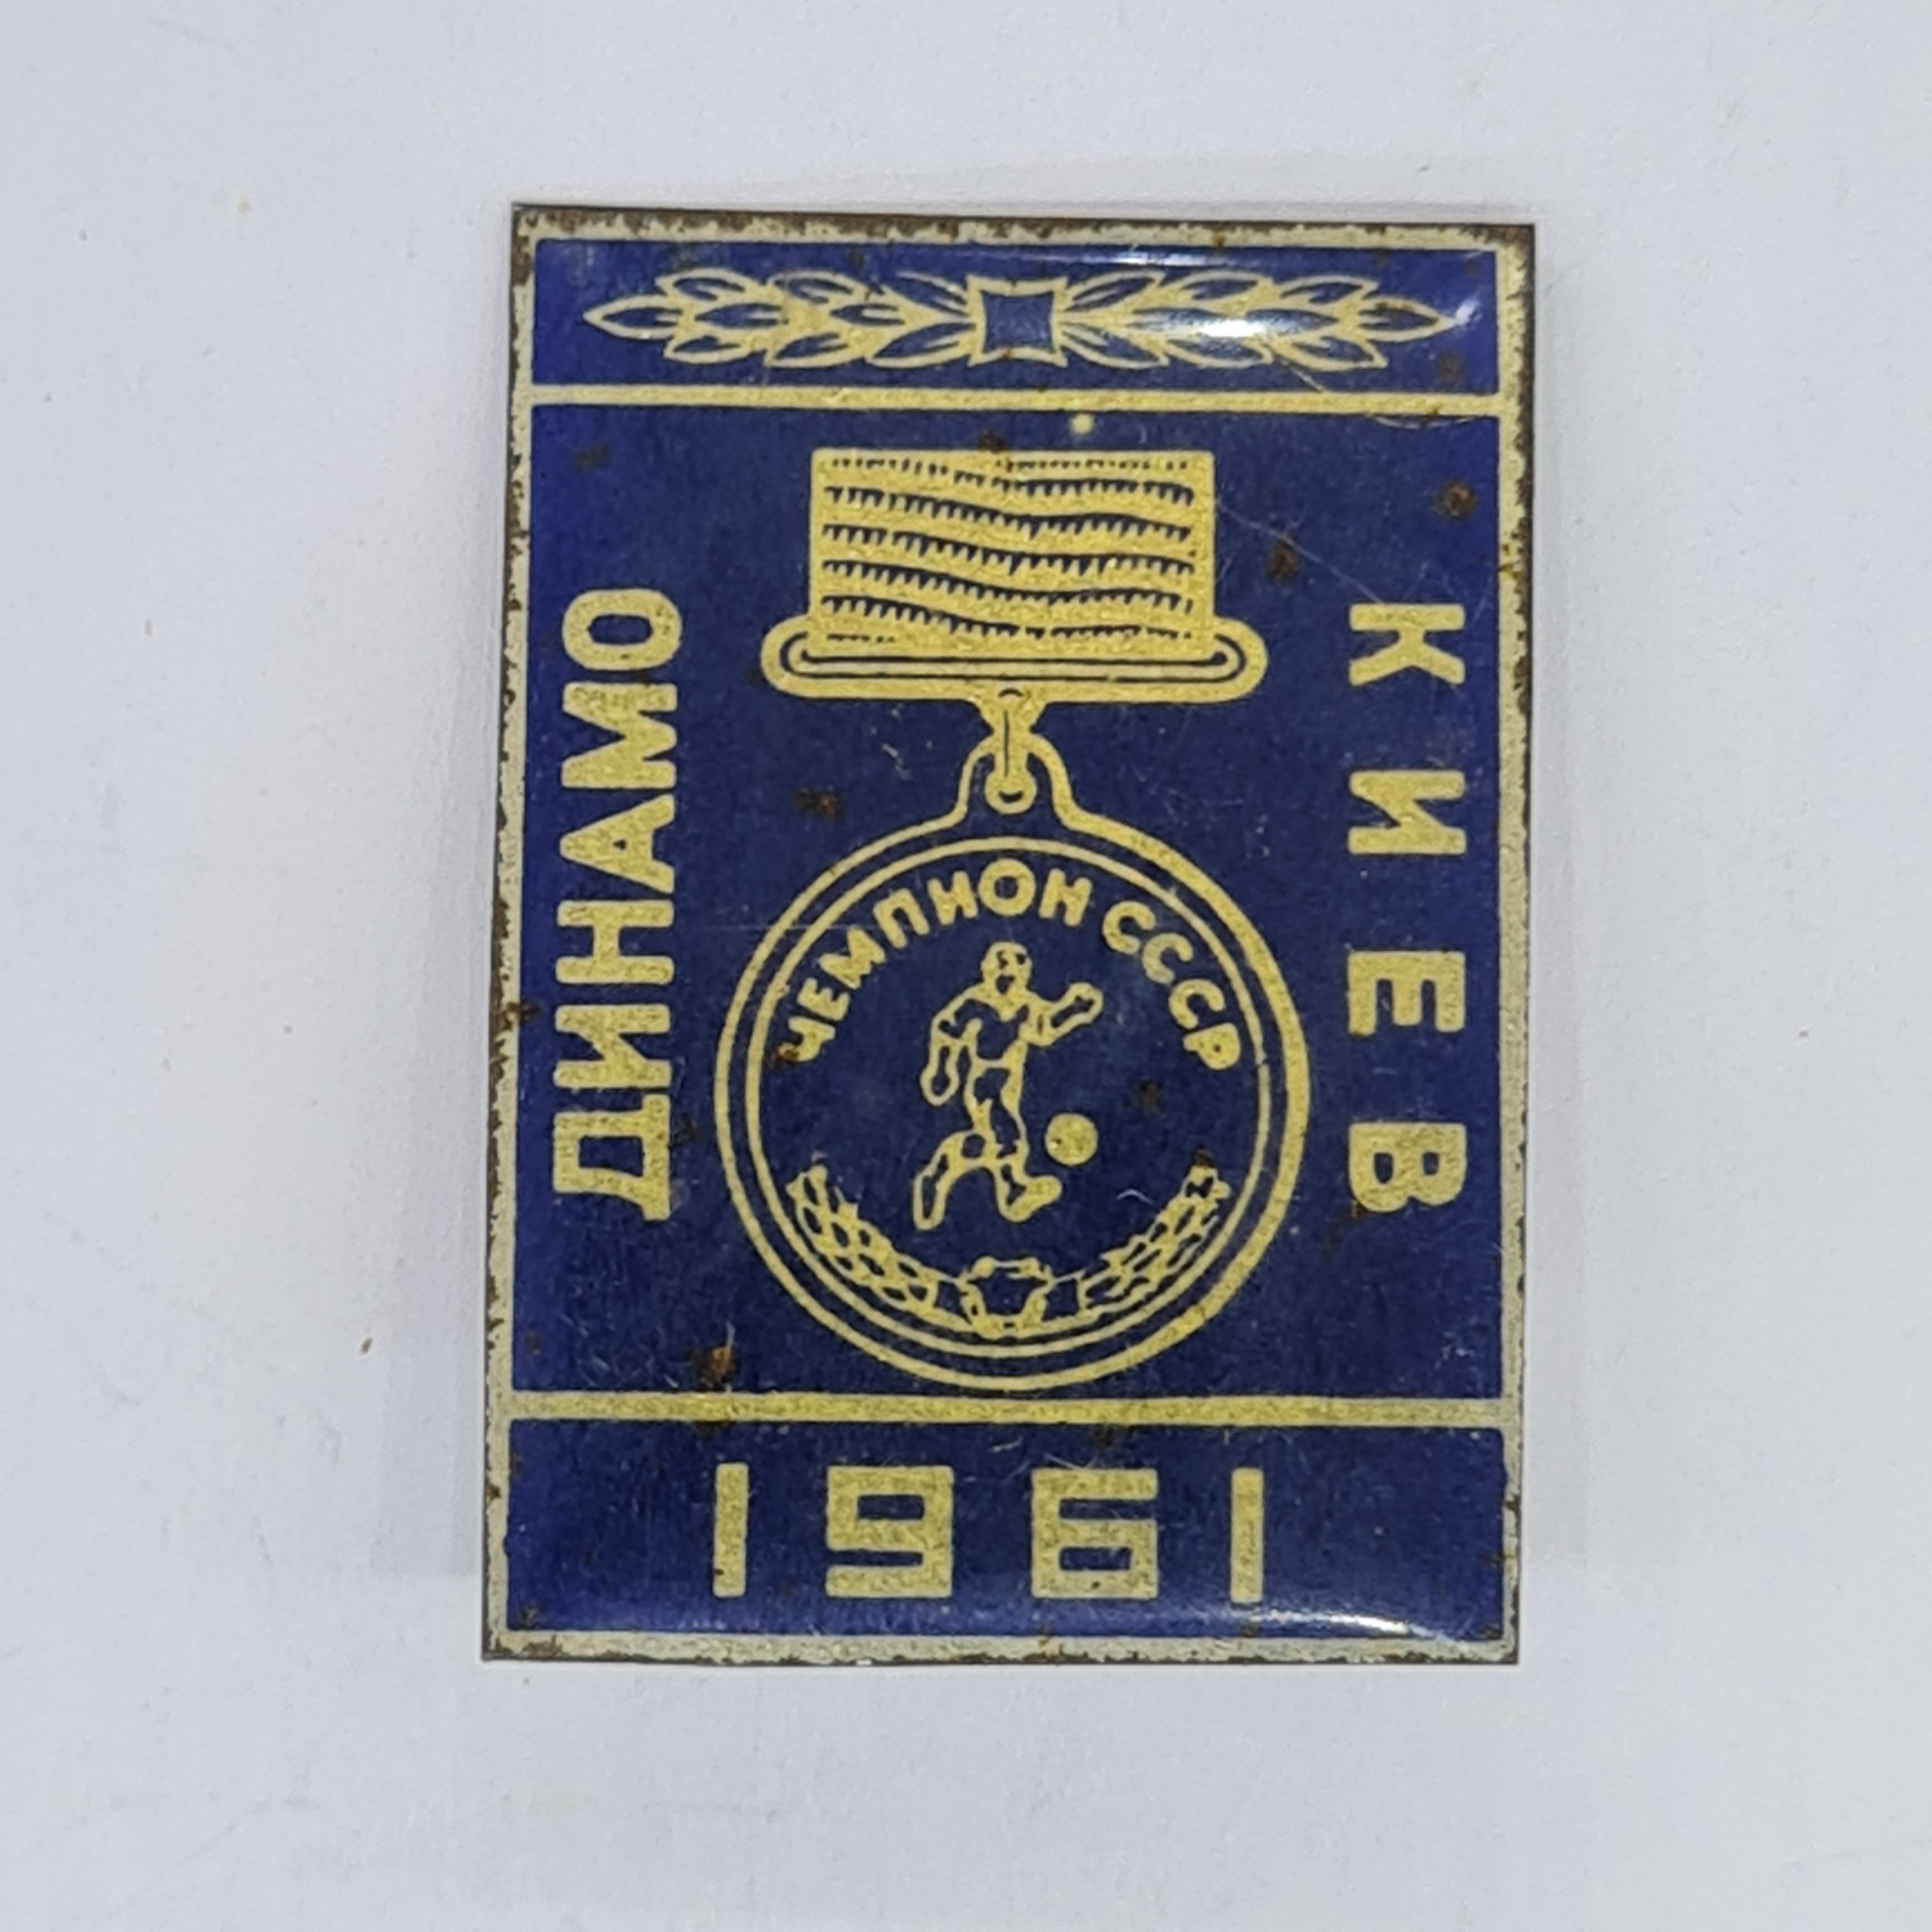 ДИНАМО
КИЕВ
ЧЕМПИОН СССР
1961